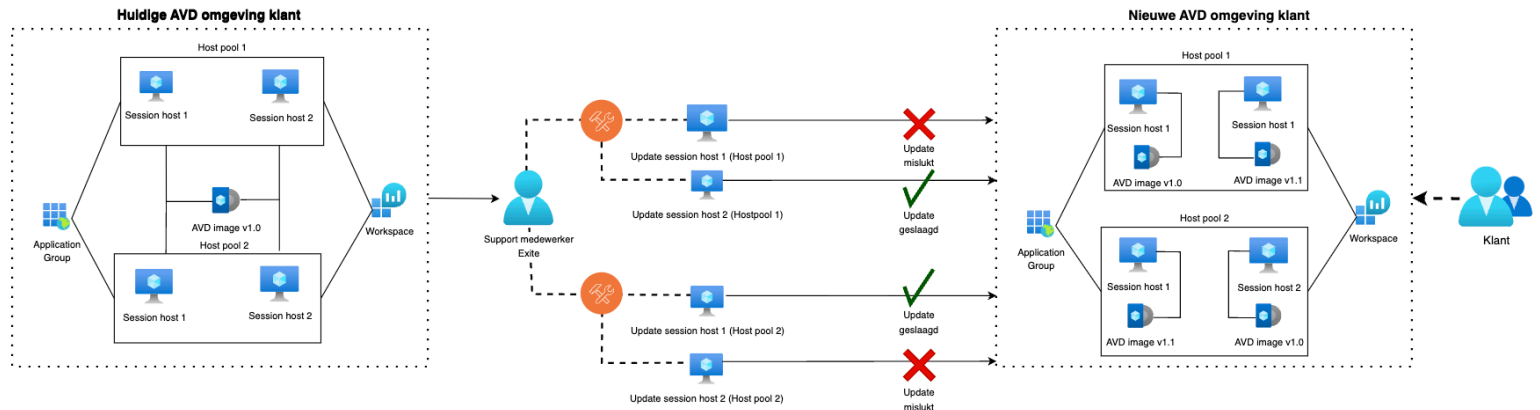 Huidige AVD omgeving klant
Host pool 1
Session host 1
Session host 2
Application
Group
AVD image v1.0
Workspace
Host pool 2
Session host 1
Session host 2
Support medewerker
Exite
Update session host 1 (Host pool 1)
Update
mislukt
Update session host 2 (Hostpool 1)
Update
geslaagd
Update session host 1 (Host pool 2)
Update
geslaagd
Update session host 2 (Host pool 2)
Update
mislukt
Nieuwe AVD omgeving klant
Host pool 1
Session host 1
Session host 1
AVD image v1.0
AVD image v1.1
Application
Group
Workspace
Host pool 2
Session host 1
Session host 2
AVD image v1.1
AVD image v1.0
Klant